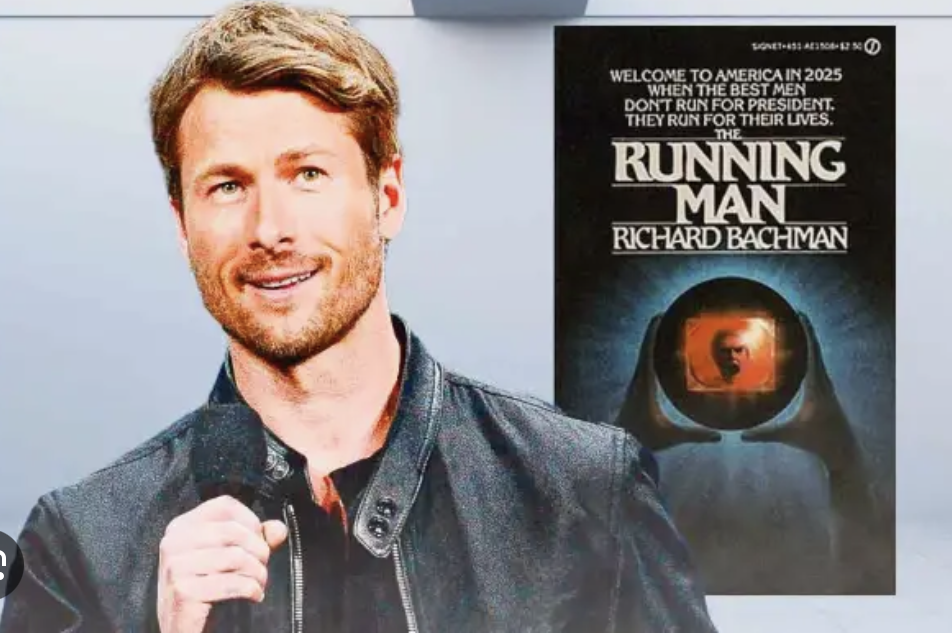 SIGNET•451-AE1508•$2.50
WELCOME TO AMERICA IN 2025
WHEN THE BEST MEN
DON'T RUN FOR PRESIDENT.
THEY RUN FOR THEIR LIVES.
THE
RUNNING
MAN
RICHARD BACHMAN